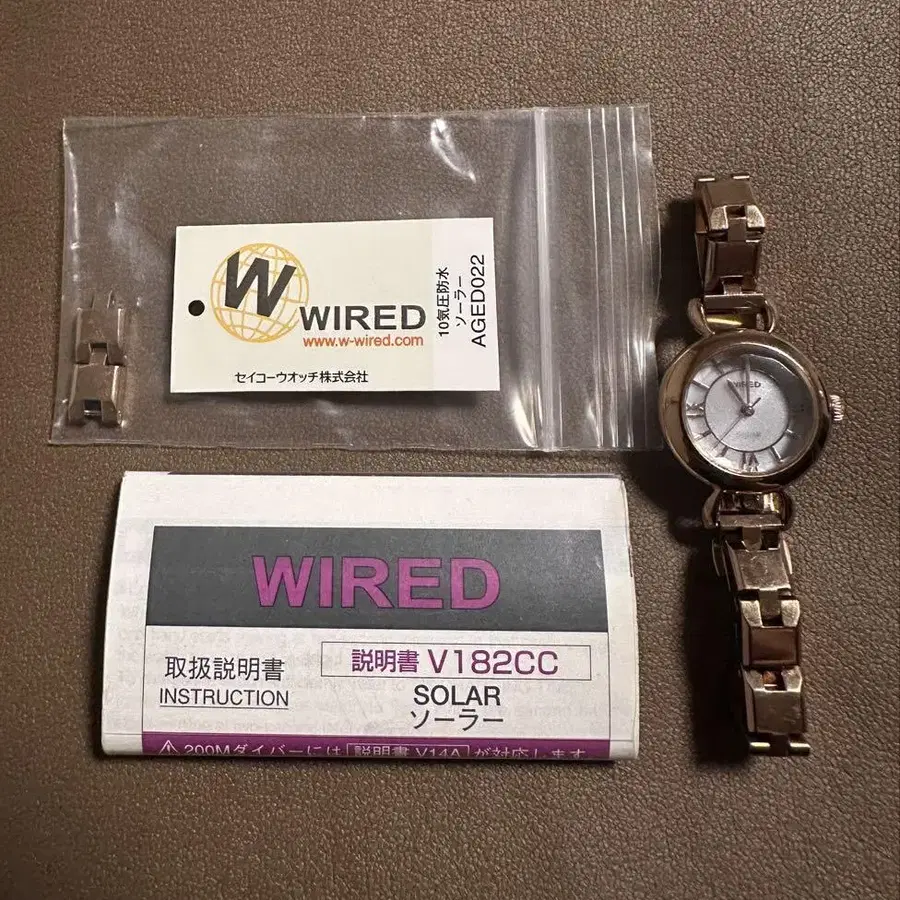 W
WIRED
www.w-wired.com
セイコーウオッチ株式会社
10気圧防水
ソーラー
AGED022
WIRED
WIRED
取扱説明書
INSTRUCTION
説明書 V182CC
SOLAR
ソーラー
⚠ 200Mダイバーには 説明書 V14A が対応します